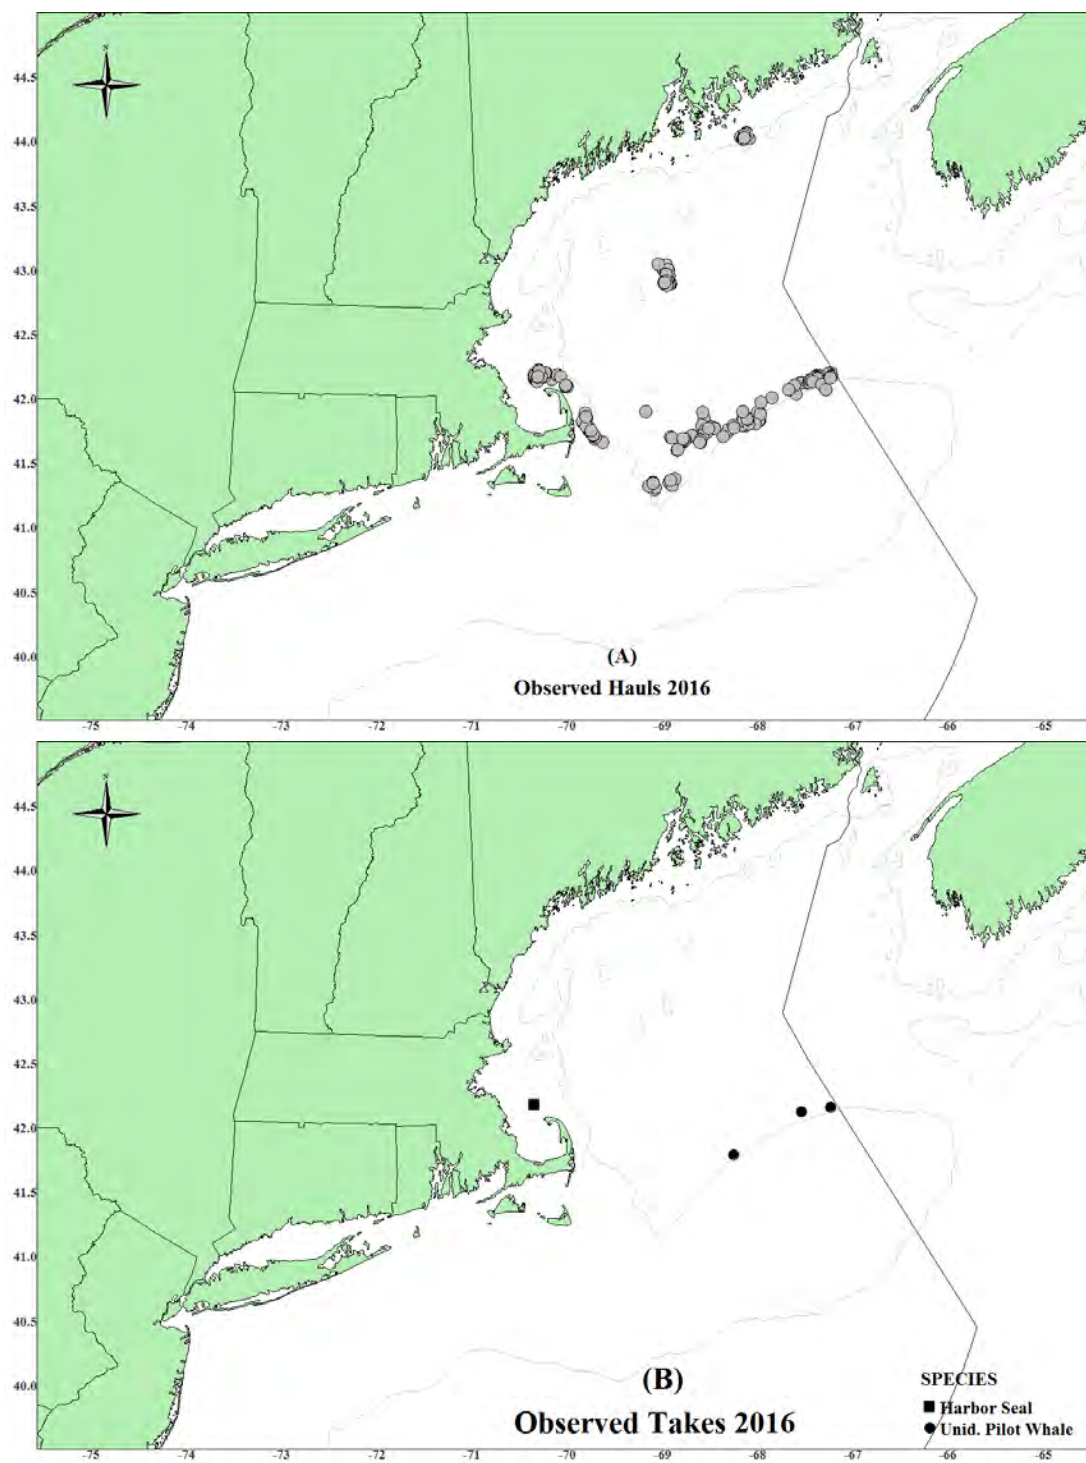 N
44.5
44.0
43.5
43.0
42.5
42.0
41.5
41.0
40.5
40.0
(A)
Observed Hauls 2016
-75 -74 -73 -72 -71 -70 -69 -68 -67 -66 -65
N
44.5
44.0
43.5
43.0
42.5
42.0
41.5
41.0
40.5
40.0
(B)
Observed Takes 2016
SPECIES
Harbor Seal
Unid. Pilot Whale
-75 -74 -73 -72 -71 -70 -69 -68 -67 -66 -65